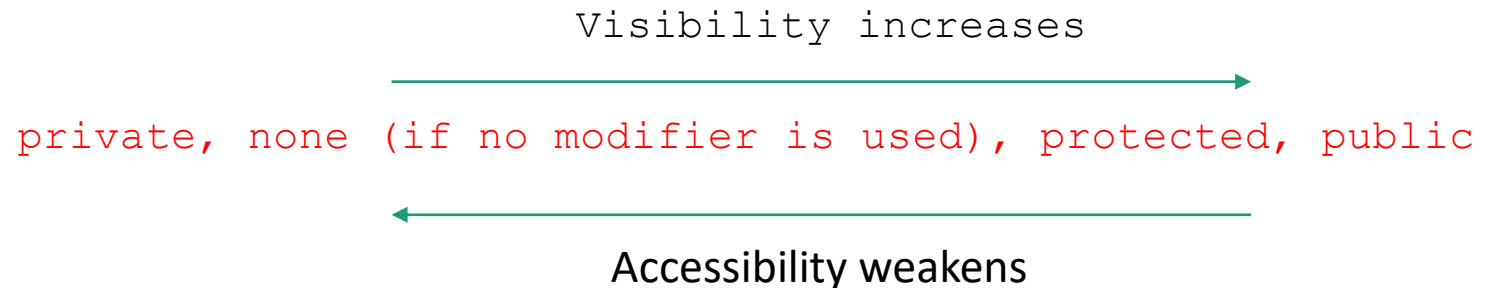 Visibility increases
private, none (if no modifier is used), protected, public
Accessibility weakens